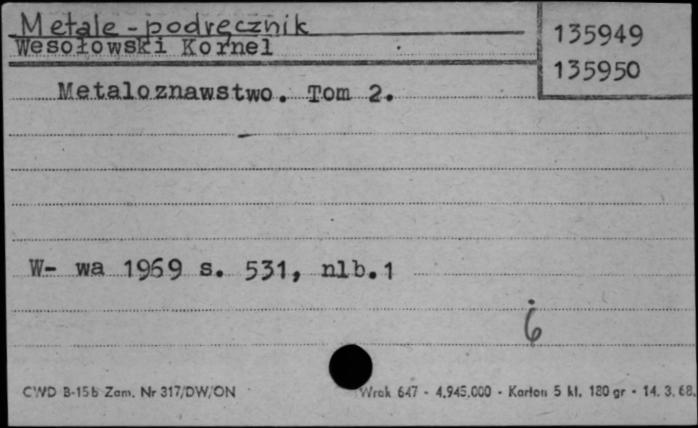 Metale - podręcznik
Wesołowski Kornel
135949
135950
Metaloznawstwo. Tom 2.
W- wa 1969 s. 531, nlb.1
6
CWD B-15b Zam. Nr 317/DW/ON
Wrak 647 - 4.945.000 - Karton 5 kl. 180 gr - 14. 3. 68.